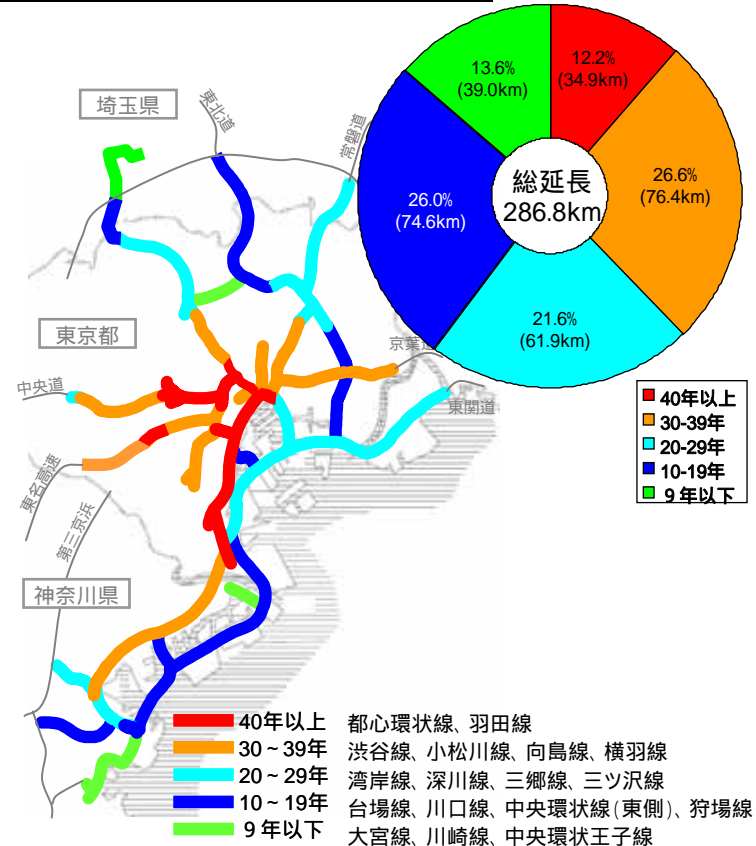 埼玉県
東北道
常磐道
13.6%
(39.0km)
12.2%
(34.9km)
26.0%
(74.6km)
総延長
286.8km
26.6%
(76.4km)
21.6%
(61.9km)
東京都
中央道
京葉道
東関道
東名高速
第三京浜
神奈川県
40年以上
30-39年
20-29年
10-19年
9年以下
40年以上 都心環状線、羽田線
30~39年 渋谷線、小松川線、向島線、横羽線
20~29年 湾岸線、深川線、三郷線、三ツ沢線
10~19年 台場線、川口線、中央環状線(東側)、狩場線
9年以下 大宮線、川崎線、中央環状王子線